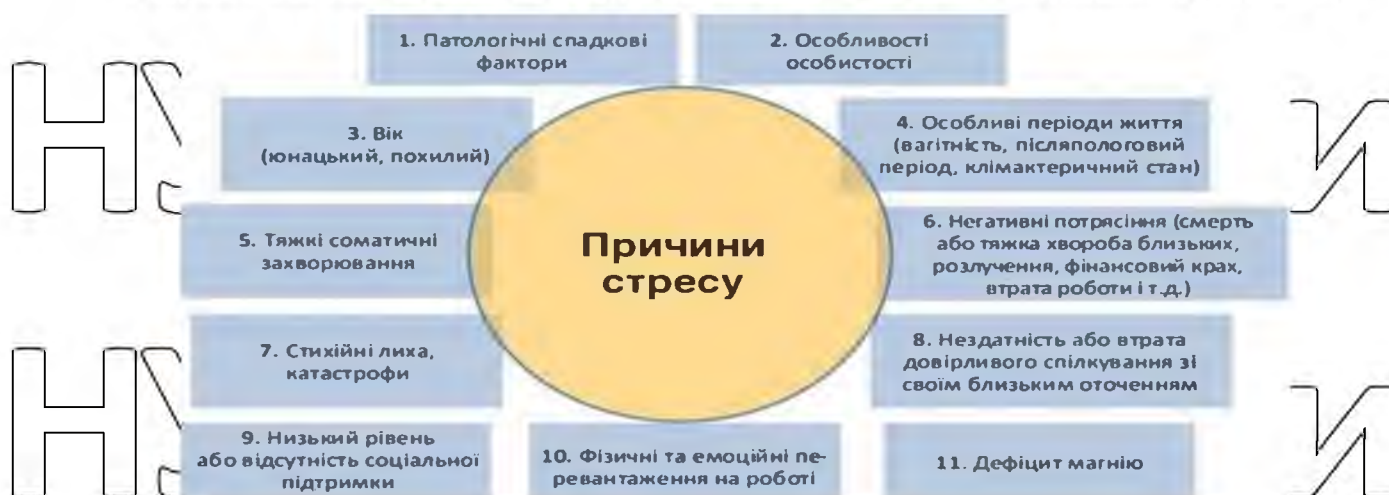 1. Патологічні спадкові
фактори
2. Особливості
особистості
3. Вік
(юнацький, похилий)
4. Особливі періоди життя
(вагітність, післяпологовий
період, клімактеричний стан)
Причини
стресу
5. Тяжкі соматичні
захворювання
6. Негативні потрясіння (смерть
або тяжка хвороба близьких,
розлучення, фінансовий крах,
втрата роботи і т.д.)
7. Стихійні лиха,
катастрофи
8. Нездатність або втрата
довірливого спілкування зі
своїм близьким оточенням
9. Низький рівень
або відсутність соціальної
підтримки
10. Фізичні та емоційні пе-
ревантаження на роботі
11. Дефіцит магнію